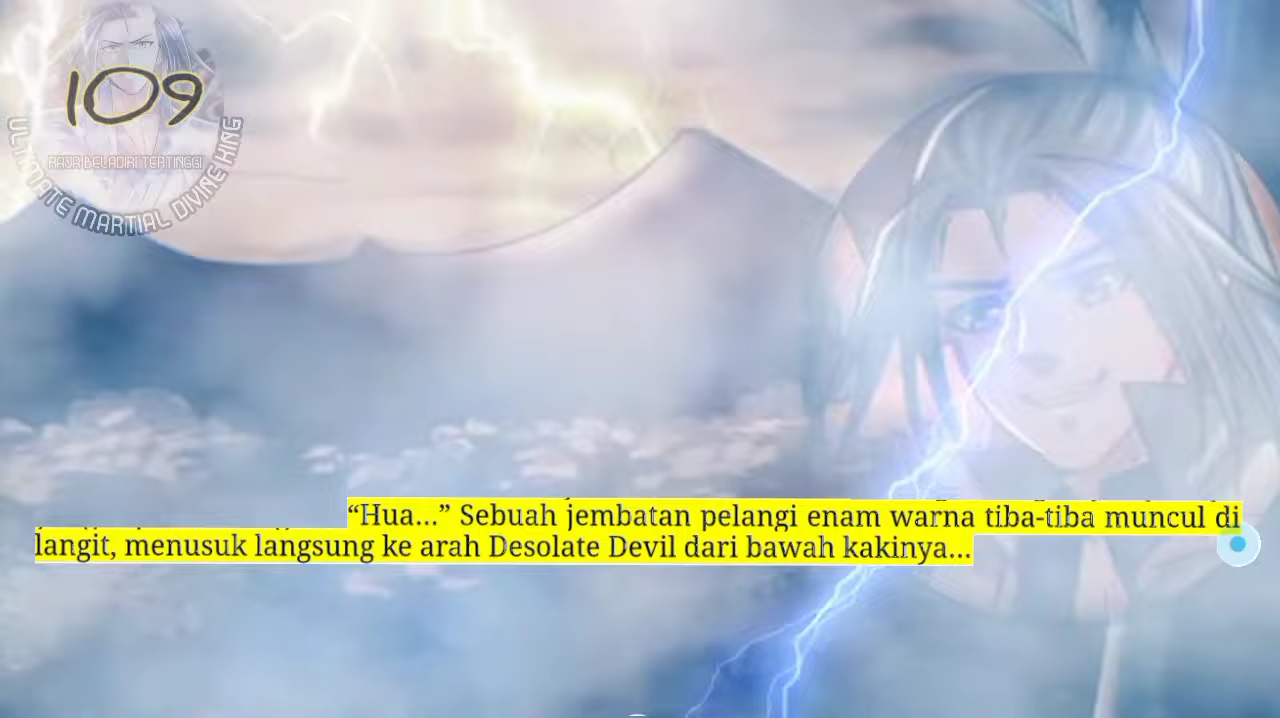 109
RAJA BELADIRI TERTINGGI
ULTIMATE MARTIAL DIVINE KING
“Hua...” Sebuah jembatan pelangi enam warna tiba-tiba muncul di
langit, menusuk langsung ke arah Desolate Devil dari bawah kakinya...